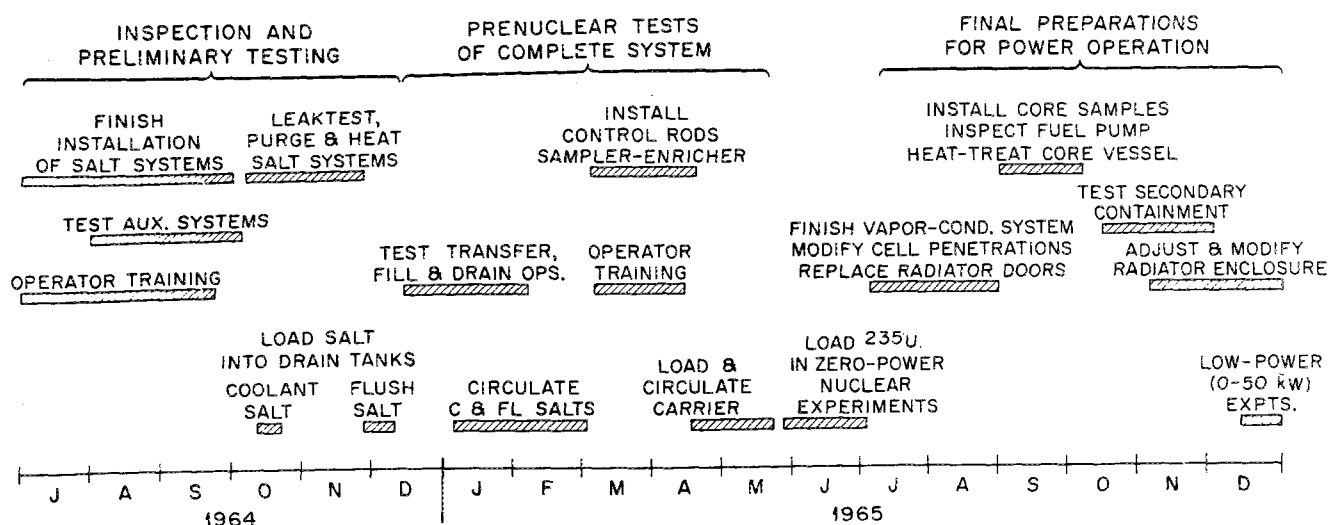 INSPECTION AND
PRELIMINARY TESTING
PRENUCLEAR TESTS
OF COMPLETE SYSTEM
FINAL PREPARATIONS
FOR POWER OPERATION
FINISH
INSTALLATION
OF SALT SYSTEMS
LEAKTEST,
PURGE & HEAT
SALT SYSTEMS
INSTALL
CONTROL RODS
SAMPLER-ENRICHER
INSTALL CORE SAMPLES
INSPECT FUEL PUMP
HEAT-TREAT CORE VESSEL
TEST AUX. SYSTEMS
TEST SECONDARY
CONTAINMENT
OPERATOR TRAINING
TEST TRANSFER,
FILL & DRAIN OPS.
OPERATOR
TRAINING
FINISH VAPOR-COND. SYSTEM
MODIFY CELL PENETRATIONS
REPLACE RADIATOR DOORS
ADJUST & MODIFY
RADIATOR ENCLOSURE
LOAD SALT
INTO DRAIN TANKS
COOLANT
SALT
FLUSH
SALT
CIRCULATE
C & FL SALTS
LOAD &
CIRCULATE
CARRIER
LOAD 235U.
IN ZERO-POWER
NUCLEAR
EXPERIMENTS
LOW-POWER
(0-50 kW)
EXPTS.
J A S O N D J F M A M J J A S O N D
1964 1965